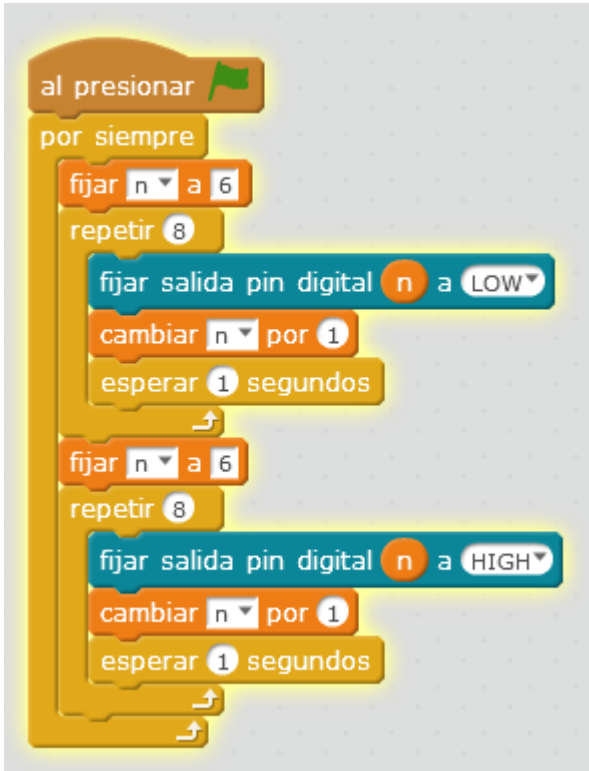 al presionar
por siempre
fijar n a 6
repetir 8
fijar salida pin digital n a LOW
cambiar n por 1
esperar 1 segundos
fijar n a 6
repetir 8
fijar salida pin digital n a HIGH
cambiar n por 1
esperar 1 segundos